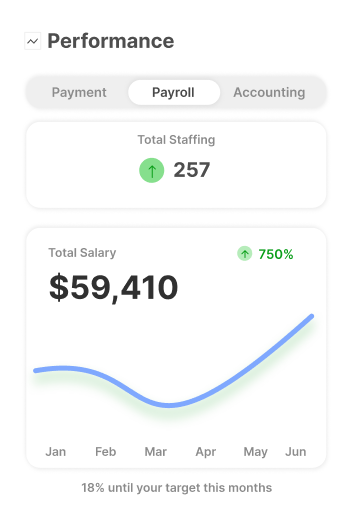 Performance
Payment Payroll Accounting
Total Staffing
257
Total Salary
750%
$59,410
Jan Feb Mar Apr May Jun
18% until your target this months